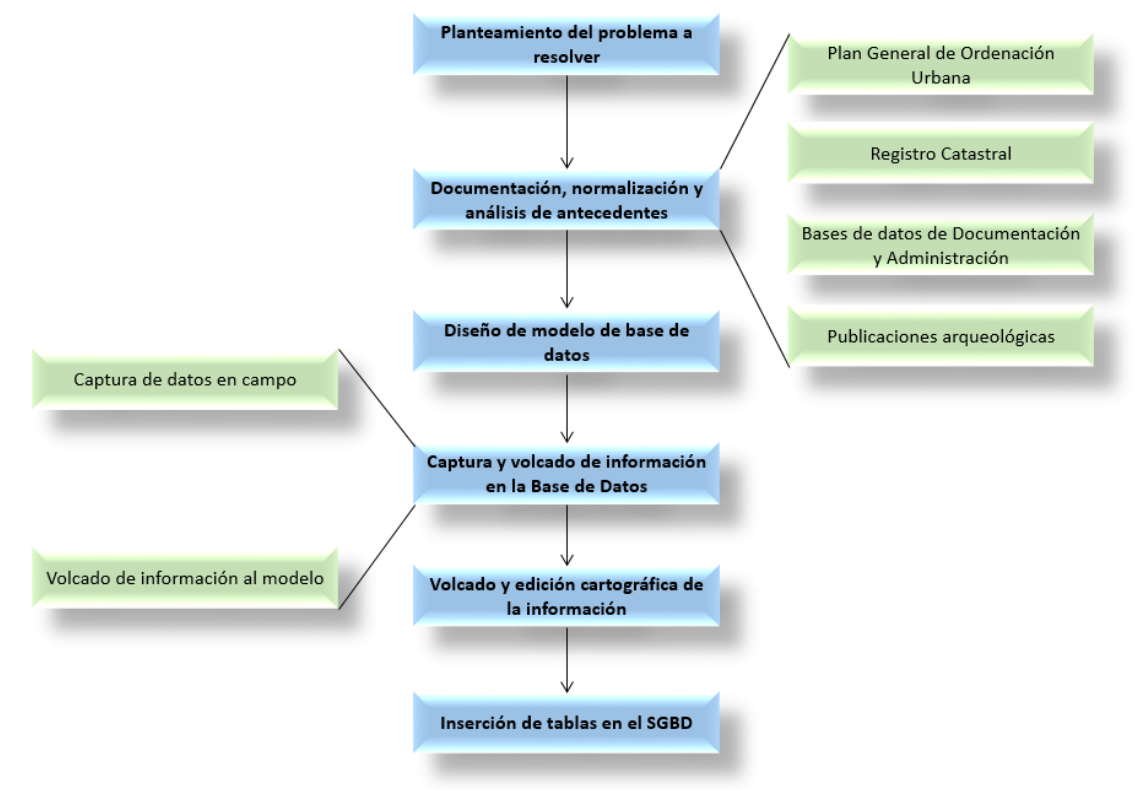 Planteamiento del problema a
resolver
Plan General de Ordenación
Urbana
Registro Catastral
Documentación, normalización y
análisis de antecedentes
Bases de datos de Documentación
y Administración
Publicaciones arqueológicas
Diseño de modelo de base de
datos
Captura de datos en campo
Captura y volcado de información
en la Base de Datos
Volcado de información al modelo
Volcado y edición cartográfica de
la información
Inserción de tablas en el SGBD